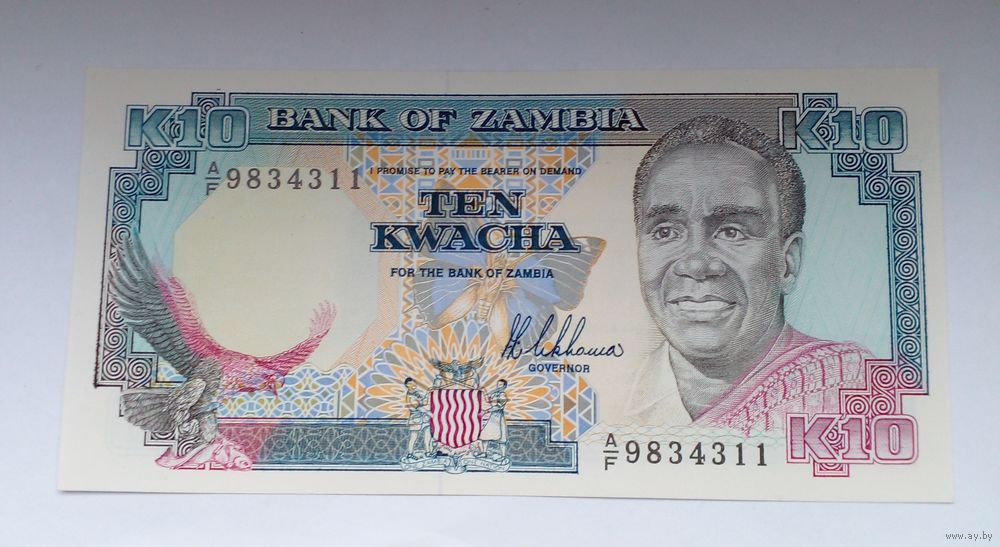 K10 BANK OF ZAMBIA K10
A/F 9834311
I PROMISE TO PAY THE BEARER ON DEMAND
TEN
KWACHA
FOR THE BANK OF ZAMBIA
GOVERNOR
A/F 9834311
K10
www.ay.by